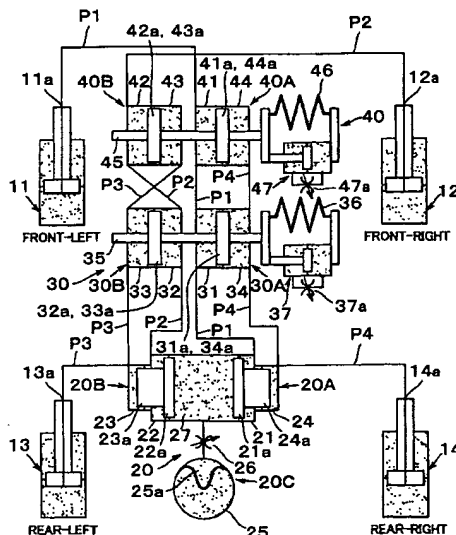 P1
42a, 43a
P2
41a, 44a
11a
40B 42 43 41 44 40A
46
12a
40
45
P3
P2
P4
P1
47
47a
11
12
36
FRONT-LEFT
FRONT-RIGHT
35
30
30B 33 32 31 34 30A
37
37a
32a, 33a
P3
P2
P4
P1
31a, 34a
P3
P4
13a
20B
20A
14a
23
23a
22
22a
27
21
21a
24
24a
13
20
26
20C
14
25a
25
REAR-LEFT
REAR-RIGHT